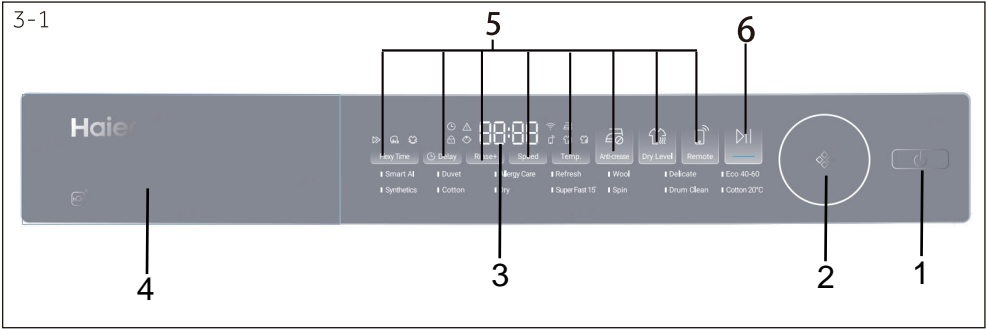 3-1
5
6
Haier
88:88
Flexy Time
Delay
Rinse+
Speed
Temp.
Anti-crease
Dry Level
Remote
Smart AI
Duvet
Allergy Care
Refresh
Wool
Delicate
Eco 40-60
Synthetics
Cotton
Dry
Super Fast 15'
Spin
Drum Clean
Cotton 20°C
4
3
2
1